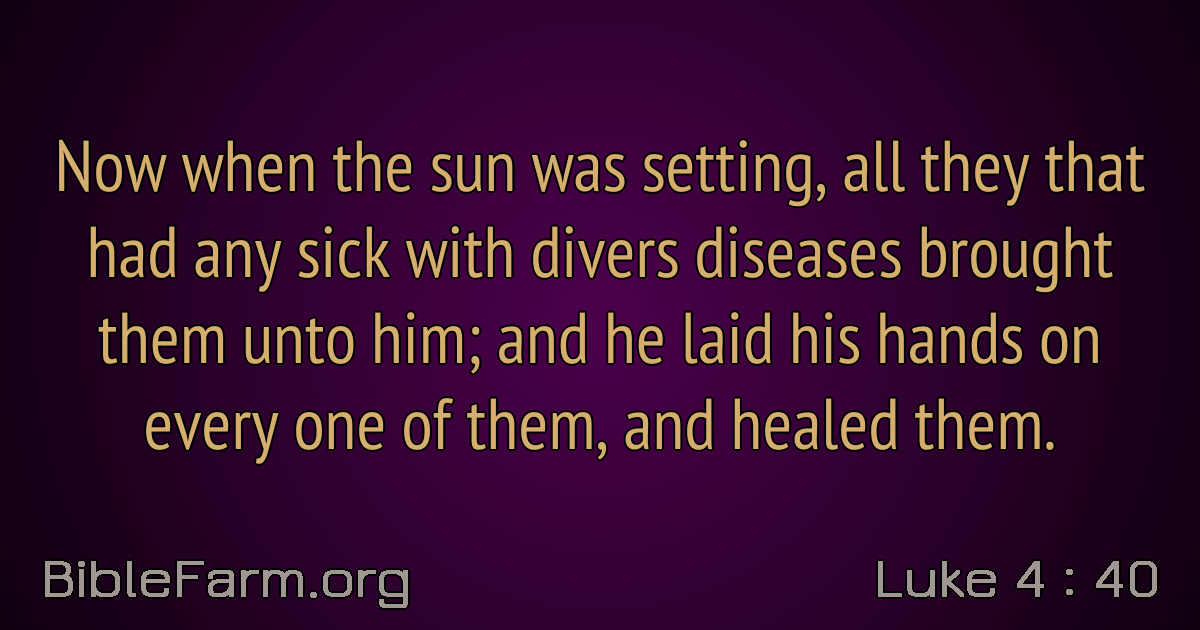 Now when the sun was setting, all they that
had any sick with divers diseases brought
them unto him; and he laid his hands on
every one of them, and healed them.
BibleFarm.org
Luke 4 : 40